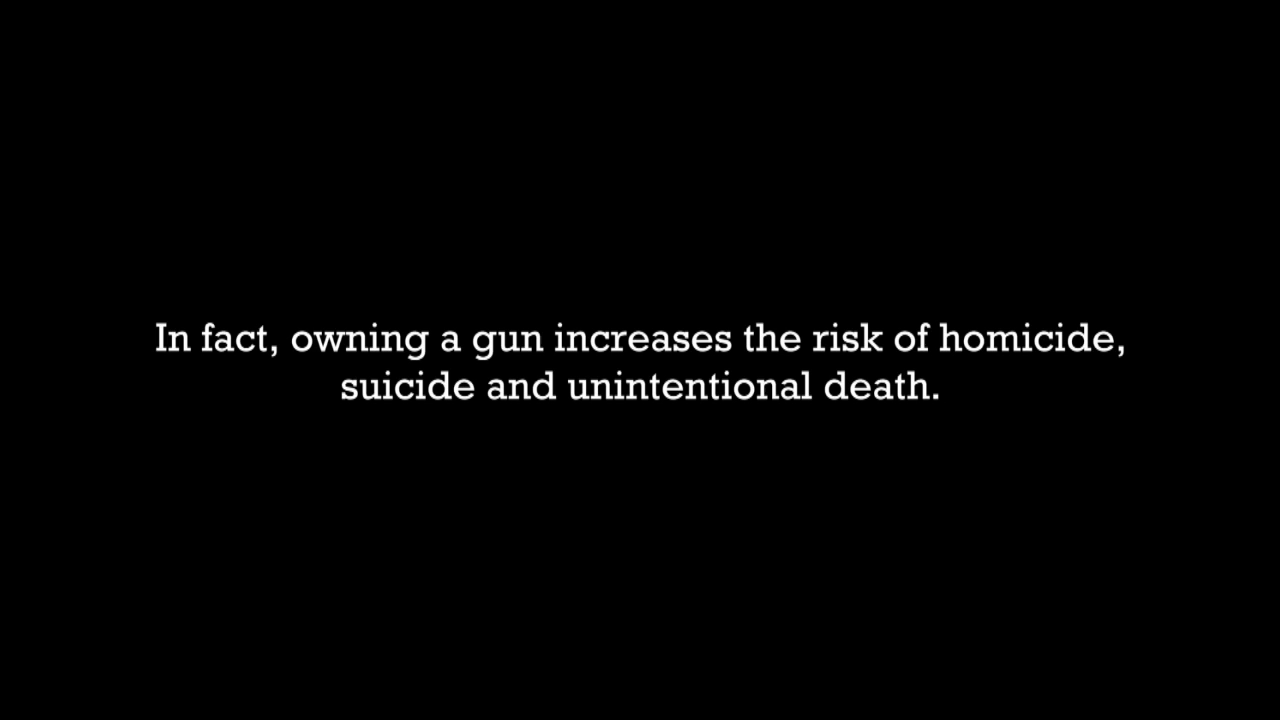 In fact, owning a gun increases the risk of homicide,
suicide and unintentional death.